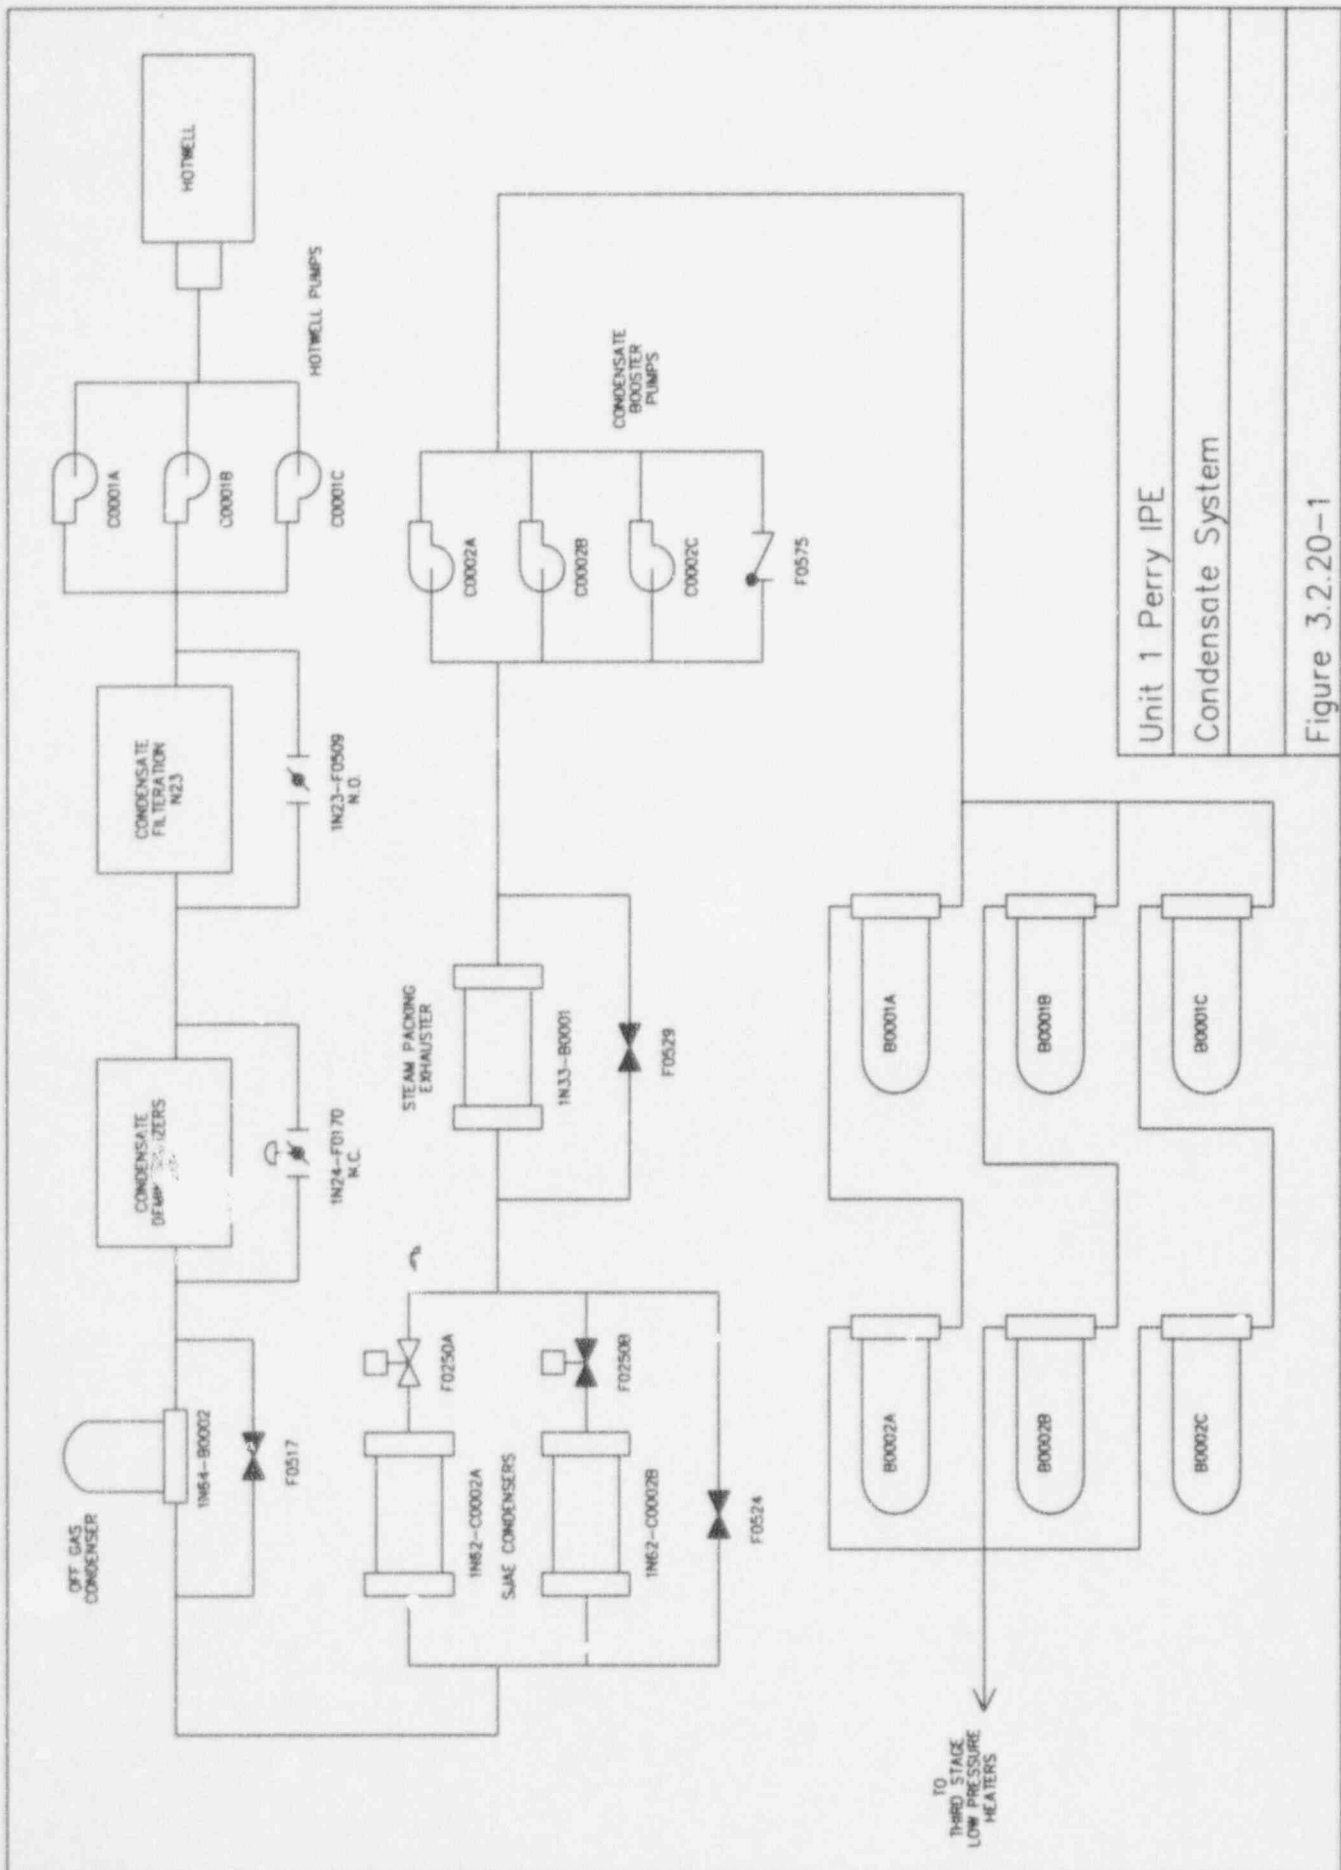 HOTWELL
HOTWELL PUMPS
C0001A
C0001B
C0001C
CONDENSATE
FILTERATION
N23
1N23-F0509
N.O.
CONDENSATE
1N24-F0170
N.C.
OFF GAS
CONDENSER
1N64-B0002
F0517
F0250A
1N62-C0002A
SJAE CONDENSERS
F0250B
1N62-C0002B
F0524
STEAM PACKING
EXHAUSTER
1N33-B0001
F0529
CONDENSATE
BOOSTER
PUMPS
C0002A
C0002B
C0002C
F0575
B0001A
B0001B
B0001C
B0002A
B0002B
B0002C
TO
THIRD STAGE
LOW PRESSURE
HEATERS
Unit 1 Perry IPE
Condensate System
Figure 3.2.20-1